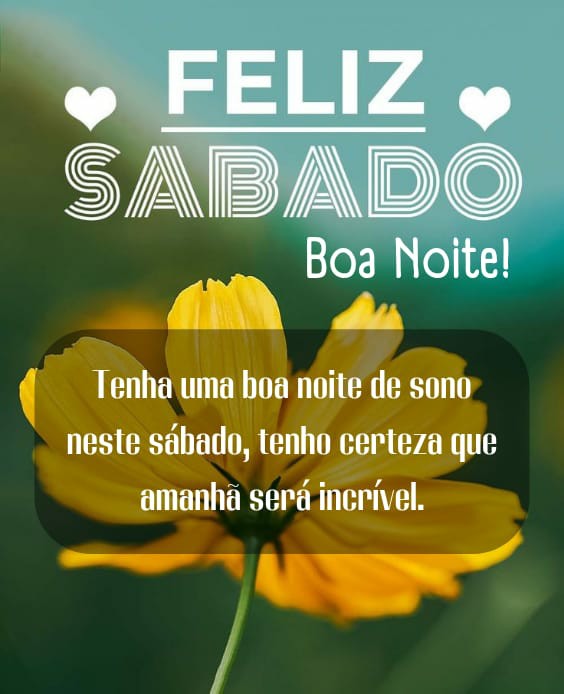 FELIZ
SABADO
Boa Noite!
Tenha uma boa noite de sono
neste sábado, tenho certeza que
amanhã será incrível.